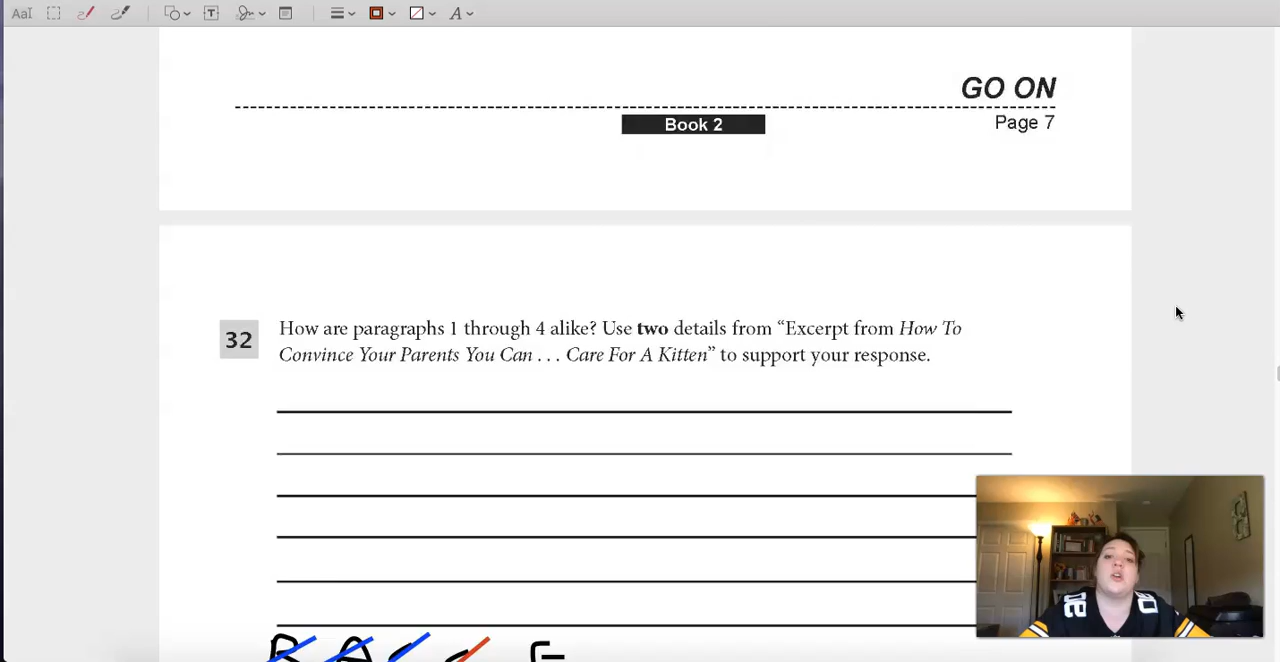 AaI
T
A
GO ON
Book 2
Page 7
32
How are paragraphs 1 through 4 alike? Use two details from “Excerpt from How To
Convince Your Parents You Can . . . Care For A Kitten” to support your response.
R A C E